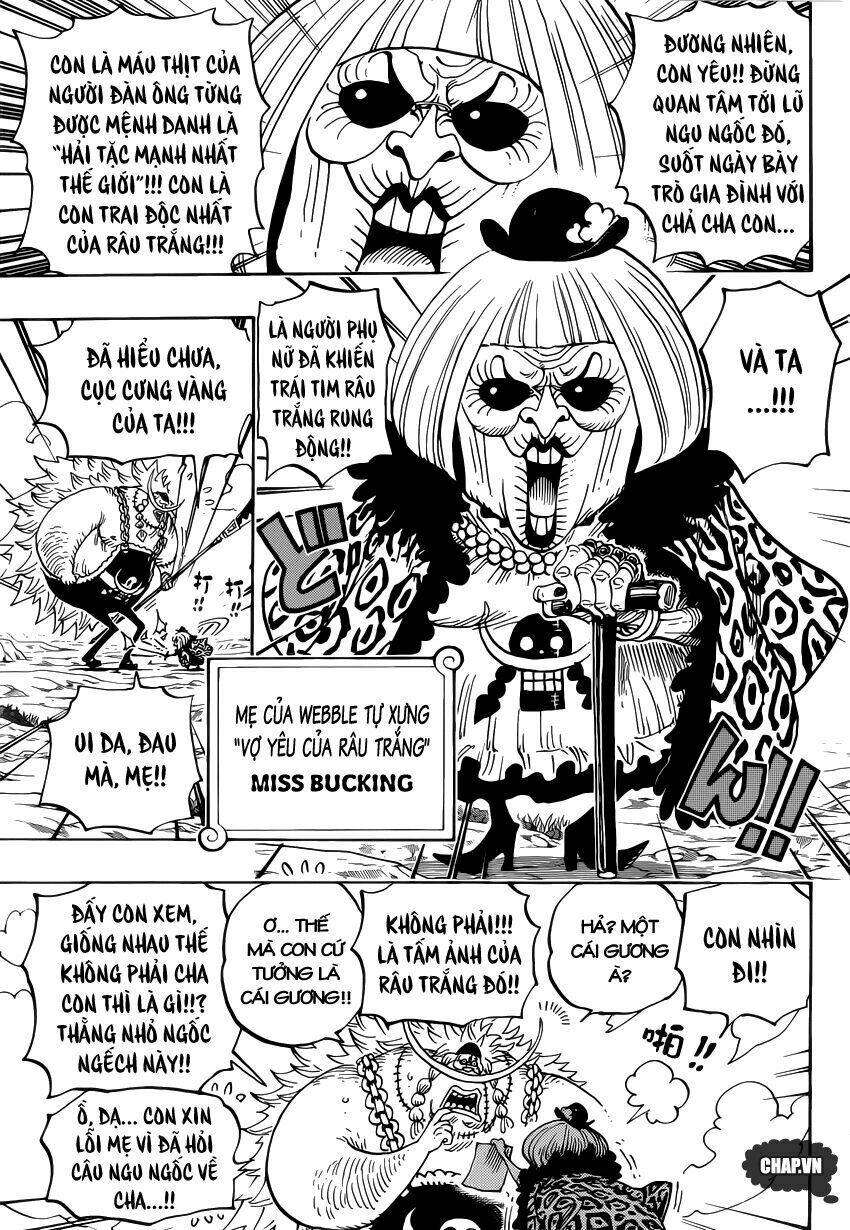 ĐƯƠNG NHIÊN,
CON YÊU!! ĐỪNG
QUAN TÂM TỚI LŨ
NGU NGỐC ĐÓ,
SUỐT NGÀY BÀY
TRÒ GIA ĐÌNH VỚI
CHẢ CHA CON...
CON LÀ MÁU THỊT CỦA
NGƯỜI ĐÀN ÔNG TỪNG
ĐƯỢC MỆNH DANH LÀ
"HẢI TẶC MẠNH NHẤT
THẾ GIỚI"!!! CON LÀ
CON TRAI ĐỘC NHẤT
CỦA RÂU TRẮNG!!!
VÀ TA
...!!!
LÀ NGƯỜI PHỤ
NỮ ĐÃ KHIẾN
TRÁI TIM RÂU
TRẮNG RUNG
ĐỘNG!!
ど
ん!!
MẸ CỦA WEBBLE TỰ XƯNG
"VỢ YÊU CỦA RÂU TRẮNG"
MISS BUCKING
ĐÃ HIỂU CHƯA,
CỤC CƯNG VÀNG
CỦA TA!!!
打!!
打!!
UI DA, ĐAU
MÀ, MẸ!!
CON NHÌN
ĐI!!
HẢ? MỘT
CÁI GƯƠNG
À?
KHÔNG PHẢI!!!
LÀ TẤM ẢNH CỦA
RÂU TRẮNG ĐÓ!!
Ơ... THẾ
MÀ CON CỨ
TƯỞNG LÀ
CÁI GƯƠNG!!
ĐẤY CON XEM,
GIỐNG NHAU THẾ
KHÔNG PHẢI CHA
CON THÌ LÀ GÌ!!?
THẰNG NHỎ NGỐC
NGẾCH NÀY!!
啪!!
Ồ, DẠ... CON XIN
LỖI MẸ VÌ ĐÃ HỎI
CÂU NGU NGỐC VỀ
CHA...!!
CHAP.VN